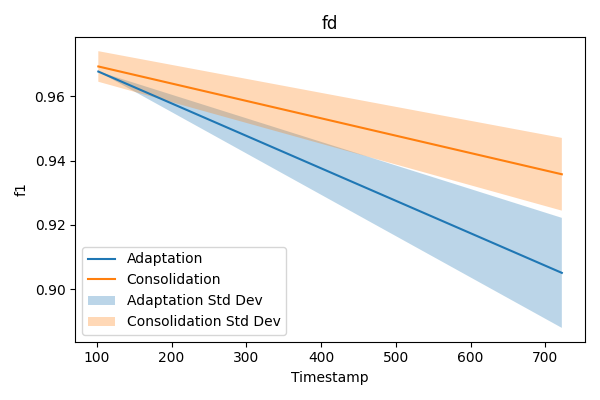 fd
f1
0.96
0.94
0.92
0.90
Adaptation
Consolidation
Adaptation Std Dev
Consolidation Std Dev
100 200 300 400 500 600 700
Timestamp